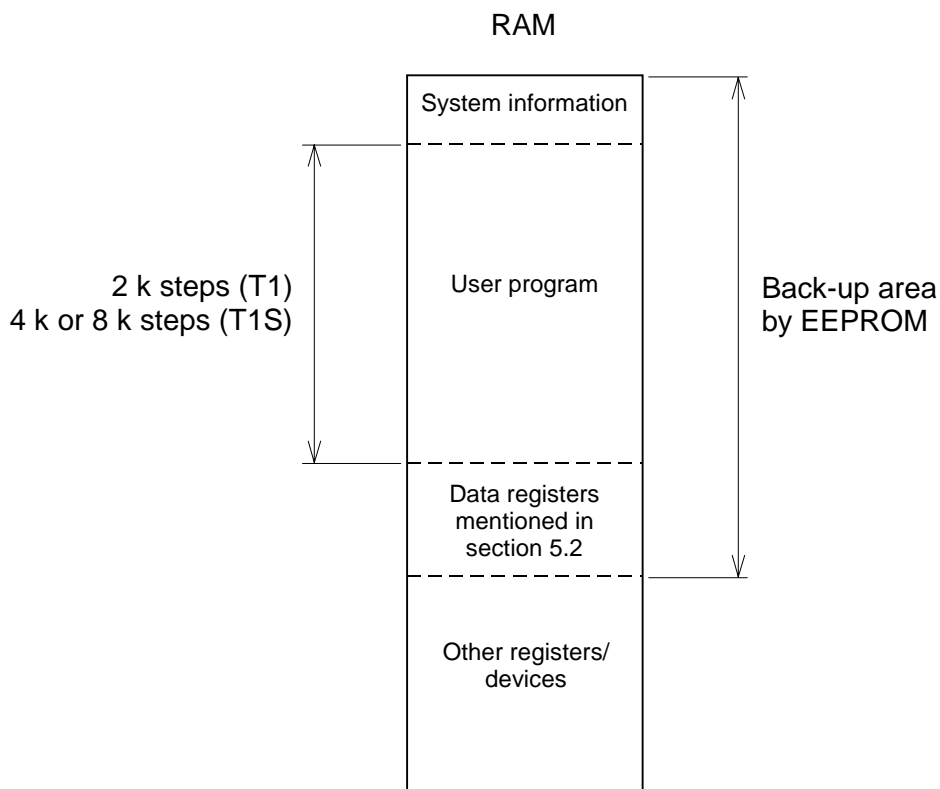 RAM
System information
2 k steps (T1)
4 k or 8 k steps (T1S)
User program
Back-up area
by EEPROM
Data registers
mentioned in
section 5.2
Other registers/
devices